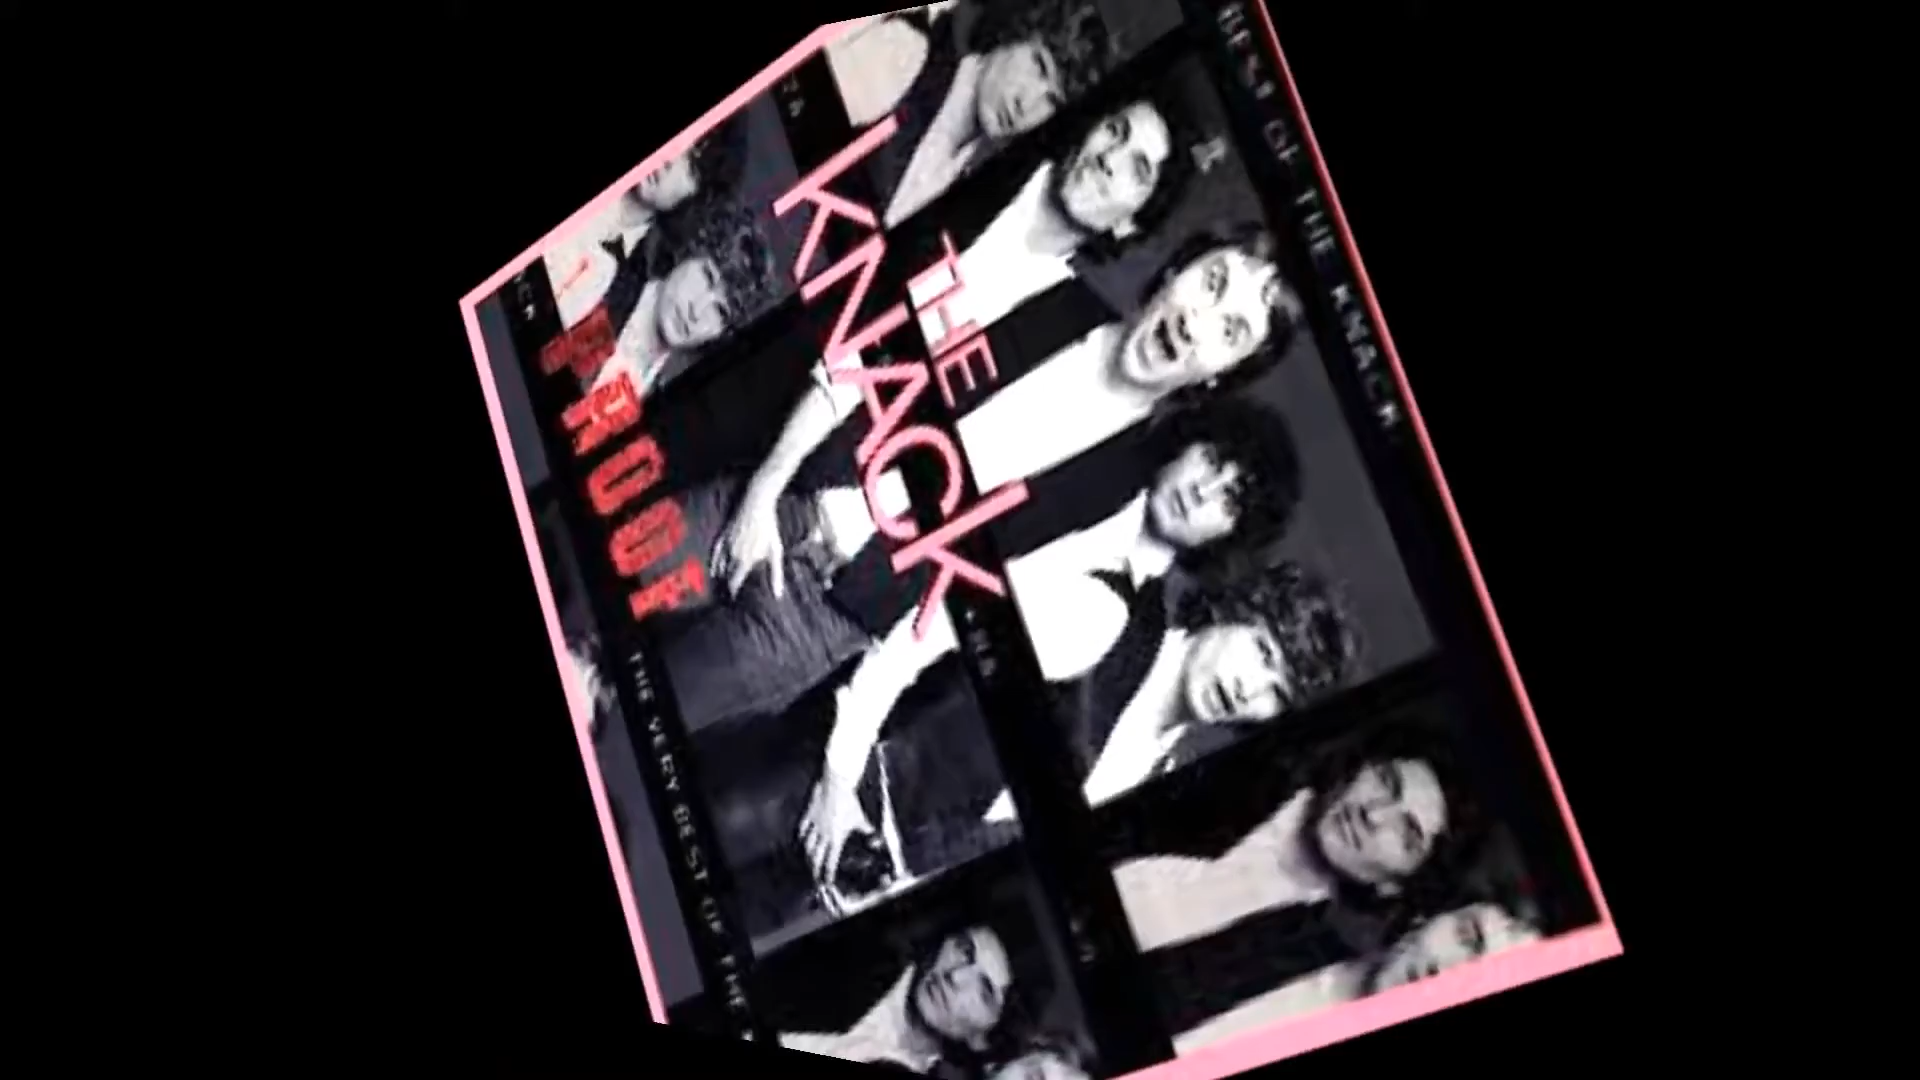 BEST OF THE KNACK
THE
KNACK
PROOF
THE VERY BEST OF THE